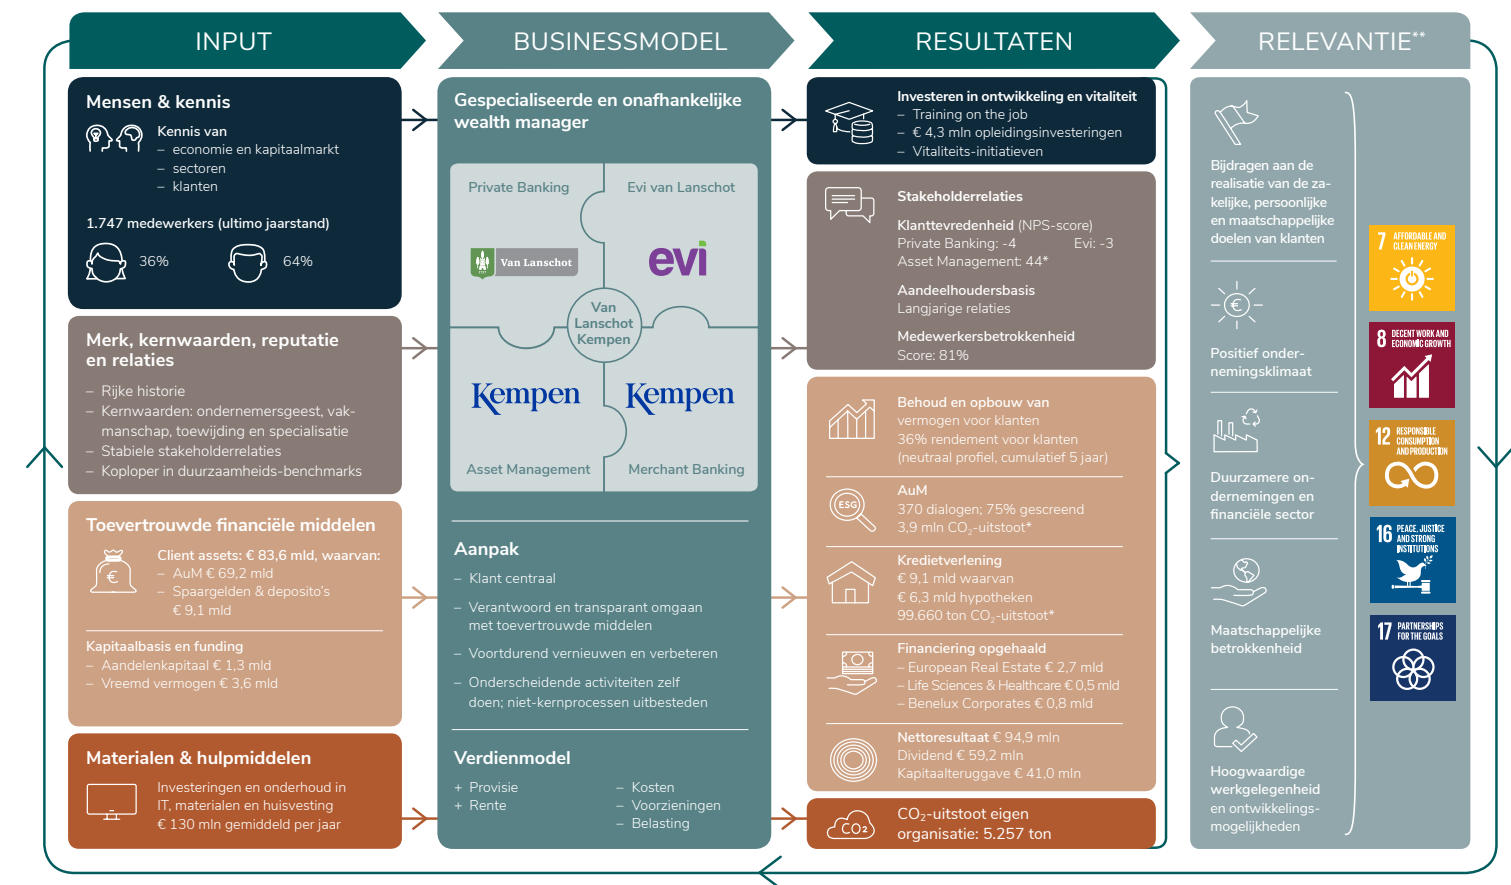 INPUT
Mensen & kennis
Kennis van
– economie en kapitaalmarkt
– sectoren
– klanten
1.747 medewerkers (ultimo jaarstand)
36%
64%
Merk, kernwaarden, reputatie
en relaties
– Rijke historie
– Kernwaarden: ondernemersgeest, vak-
manschap, toewijding en specialisatie
– Stabiele stakeholderrelaties
– Koploper in duurzaamheids-benchmarks
Toevertrouwde financiële middelen
€
Client assets: € 83,6 mld, waarvan:
– AuM € 69,2 mld
– Spaargelden & deposito's
€ 9,1 mld
Kapitaalbasis en funding
– Aandelenkapitaal € 1,3 mld
– Vreemd vermogen € 3,6 mld
Materialen & hulpmiddelen
Investeringen en onderhoud in
IT, materialen en huisvesting
€ 130 mln gemiddeld per jaar
BUSINESSMODEL
Gespecialiseerde en onafhankelijke
wealth manager
Private Banking
Evi van Lanschot
Van Lanschot
evi
Van
Lanschot
Kempen
Kempen
Kempen
Asset Management
Merchant Banking
Aanpak
– Klant centraal
– Verantwoord en transparant omgaan
met toevertrouwde middelen
– Voortdurend vernieuwen en verbeteren
– Onderscheidende activiteiten zelf
doen; niet-kernprocessen uitbesteden
Verdienmodel
+ Provisie
+ Rente
– Kosten
– Voorzieningen
– Belasting
RESULTATEN
Investeren in ontwikkeling en vitaliteit
– Training on the job
– € 4,3 mln opleidingsinvesteringen
– Vitaliteits-initiatieven
Stakeholderrelaties
Klanttevredenheid (NPS-score)
Private Banking: -4 Evi: -3
Asset Management: 44*
Aandeelhoudersbasis
Langjarige relaties
Medewerkersbetrokkenheid
Score: 81%
Behoud en opbouw van
vermogen voor klanten
36% rendement voor klanten
(neutraal profiel, cumulatief 5 jaar)
ESG
AuM
370 dialogen; 75% gescreend
3,9 mln CO₂-uitstoot*
Kredietverlening
€ 9,1 mld waarvan
€ 6,3 mld hypotheken
99.660 ton CO₂-uitstoot*
Financiering opgehaald
– European Real Estate € 2,7 mld
– Life Sciences & Healthcare € 0,5 mld
– Benelux Corporates € 0,8 mld
Nettoresultaat € 94,9 mln
Dividend € 59,2 mln
Kapitaalteruggave € 41,0 mln
CO₂
CO₂-uitstoot eigen
organisatie: 5.257 ton
RELEVANTIE**
Bijdragen aan de
realisatie van de za-
kelijke, persoonlijke
en maatschappelijke
doelen van klanten
€
Positief onder-
nemingsklimaat
Duurzamere on-
dernemingen en
financiële sector
Maatschappelijke
betrokkenheid
Hoogwaardige
werkgelegenheid
en ontwikkelings-
mogelijkheden
7 AFFORDABLE AND
CLEAN ENERGY
8 DECENT WORK AND
ECONOMIC GROWTH
12 RESPONSIBLE
CONSUMPTION
AND PRODUCTION
16 PEACE, JUSTICE
AND STRONG
INSTITUTIONS
17 PARTNERSHIPS
FOR THE GOALS